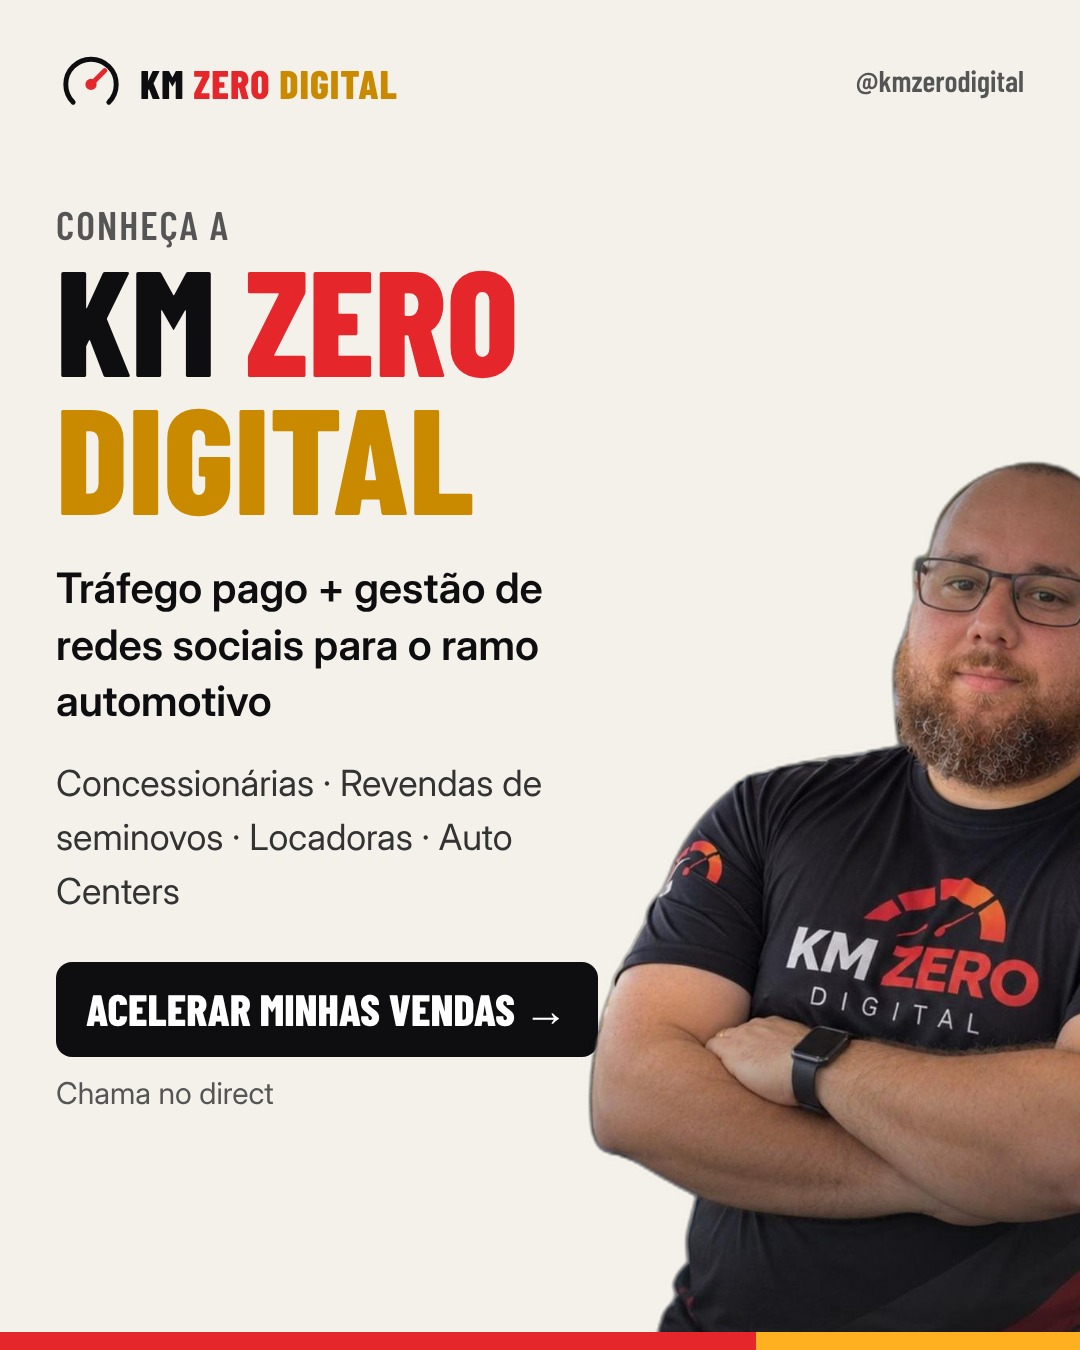 KM ZERO DIGITAL
@kmzerodigital
CONHEÇA A
KM ZERO
DIGITAL
Tráfego pago + gestão de
redes sociais para o ramo
automotivo
Concessionárias · Revendas de
seminovos · Locadoras · Auto
Centers
KM ZERO
DIGITAL
ACELERAR MINHAS VENDAS →
Chama no direct